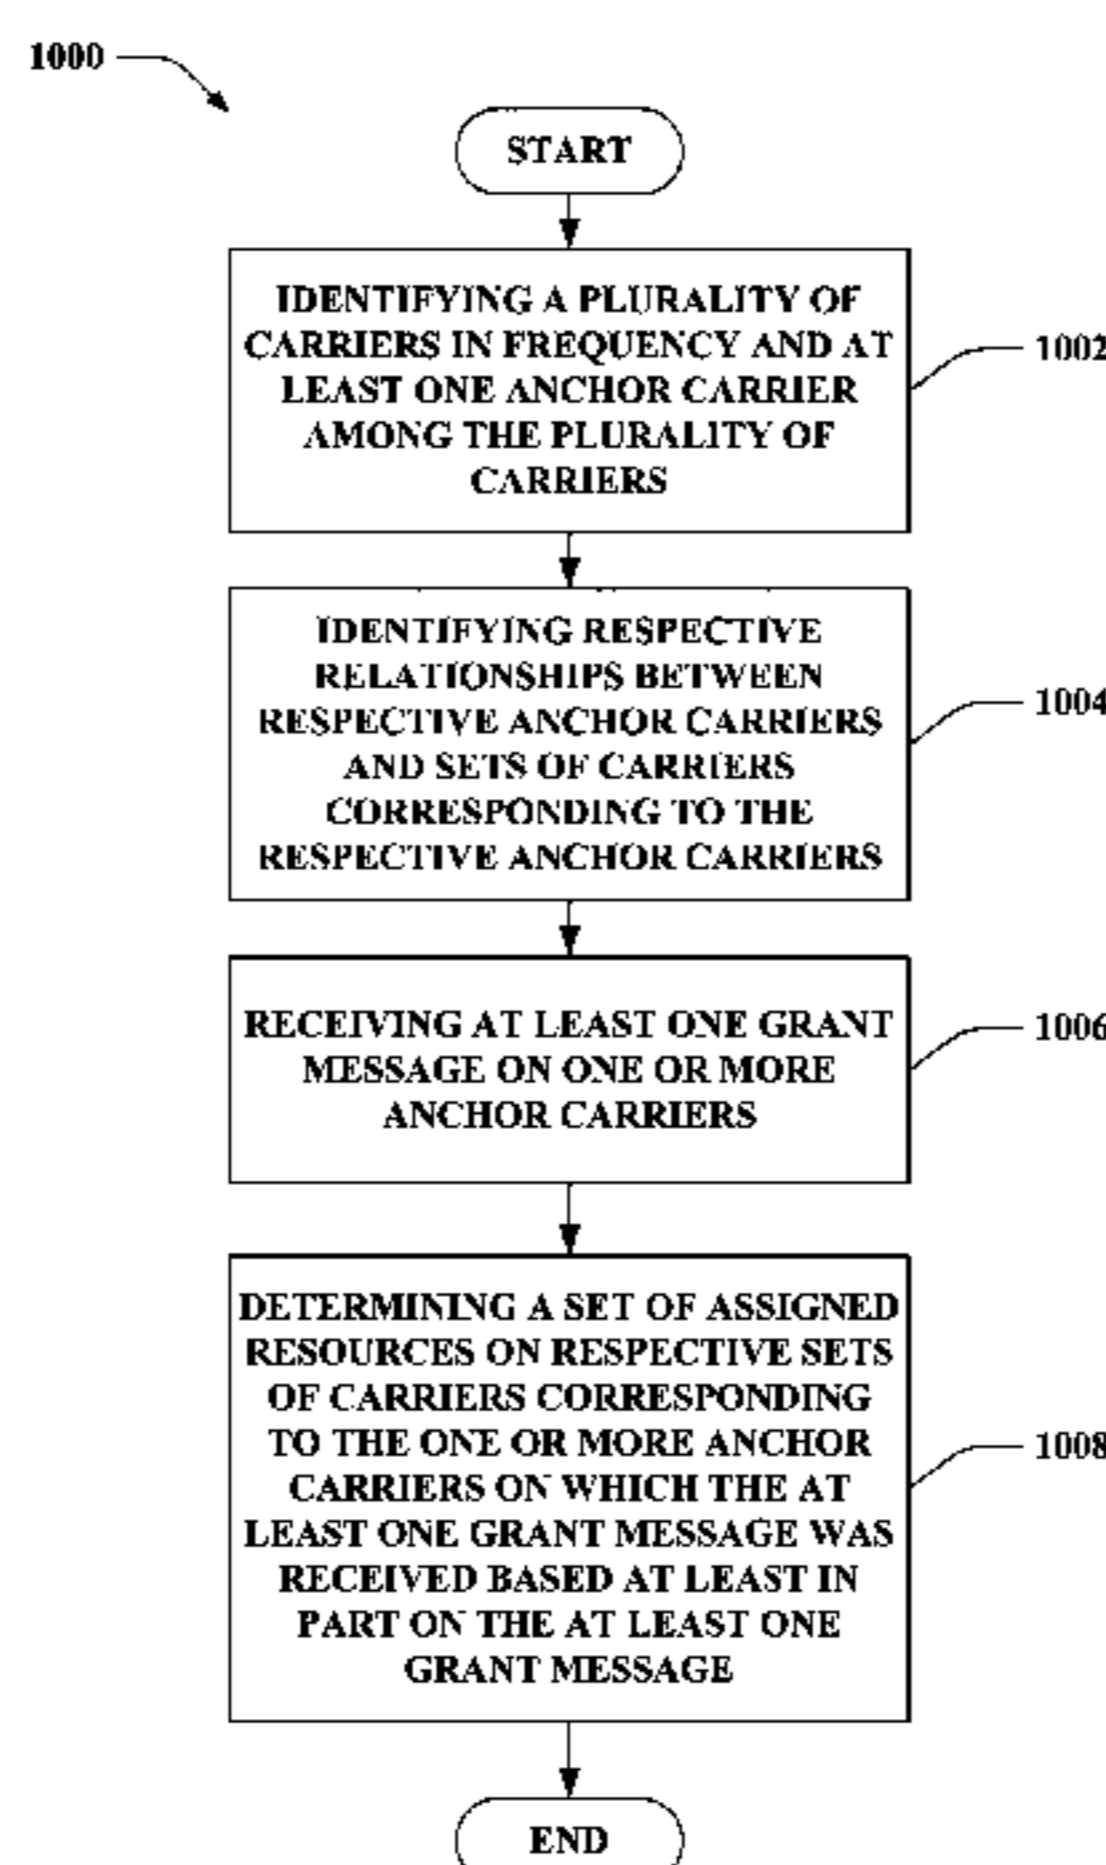 1000
START
IDENTIFYING A PLURALITY OF
CARRIERS IN FREQUENCY AND AT
LEAST ONE ANCHOR CARRIER
AMONG THE PLURALITY OF
CARRIERS
1002
IDENTIFYING RESPECTIVE
RELATIONSHIPS BETWEEN
RESPECTIVE ANCHOR CARRIERS
AND SETS OF CARRIERS
CORRESPONDING TO THE
RESPECTIVE ANCHOR CARRIERS
1004
RECEIVING AT LEAST ONE GRANT
MESSAGE ON ONE OR MORE
ANCHOR CARRIERS
1006
DETERMINING A SET OF ASSIGNED
RESOURCES ON RESPECTIVE SETS
OF CARRIERS CORRESPONDING
TO THE ONE OR MORE ANCHOR
CARRIERS ON WHICH THE AT
LEAST ONE GRANT MESSAGE WAS
RECEIVED BASED AT LEAST IN
PART ON THE AT LEAST ONE
GRANT MESSAGE
1008
END